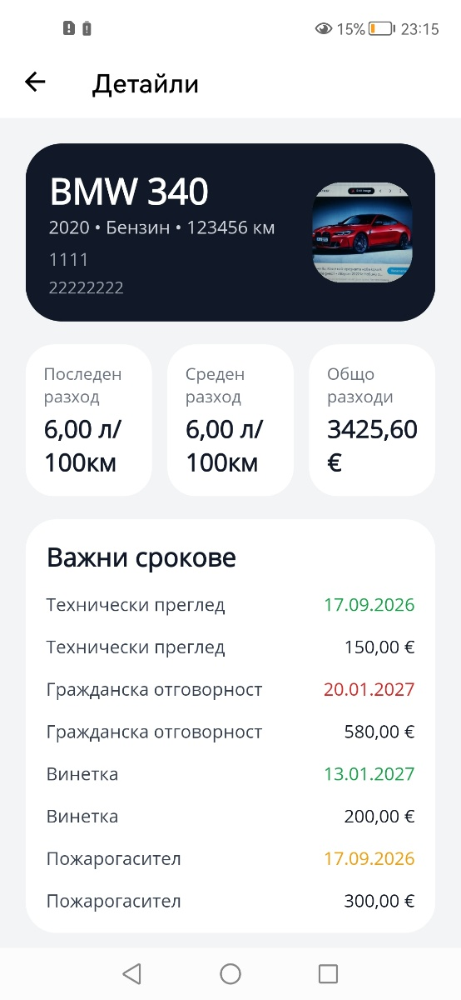 15% 23:15
Детайли
BMW 340
2020 • Бензин • 123456 км
1111
22222222
Последен разход
6,00 л/100км
Среден разход
6,00 л/100км
Общо разходи
3425,60 €
Важни срокове
Технически преглед 17.09.2026
Технически преглед 150,00 €
Гражданска отговорност 20.01.2027
Гражданска отговорност 580,00 €
Винетка 13.01.2027
Винетка 200,00 €
Пожарогасител 17.09.2026
Пожарогасител 300,00 €